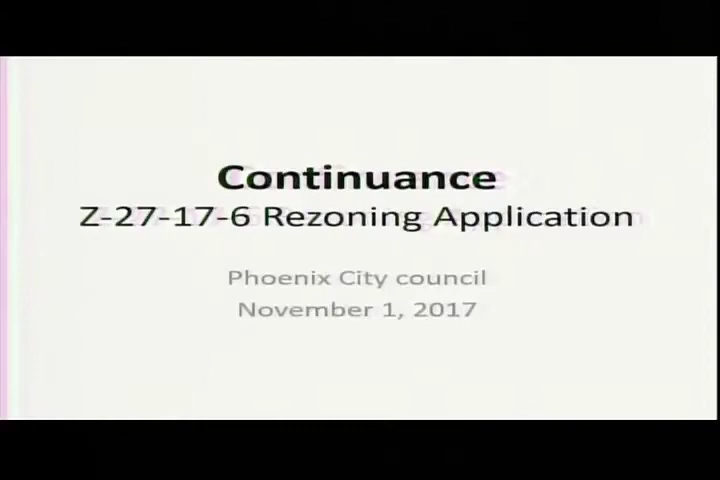 Continuance
Z-27-17-6 Rezoning Application
Phoenix City council
November 1, 2017